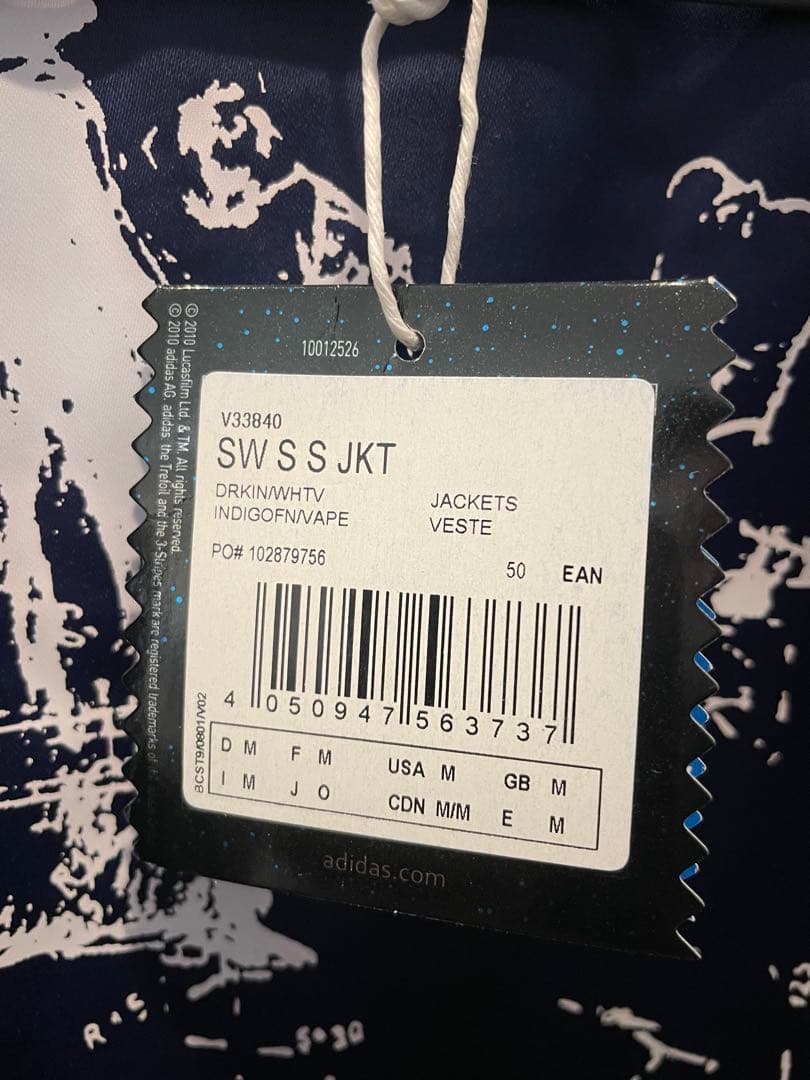 10012526
© 2010 Lucasfilm Ltd. & TM. All rights reserved.
© 2010 adidas AG. adidas, the Trefoil and the 3-Stripes mark are registered trademarks of
V33840
SW S S JKT
DRKIN/WHTV
INDIGOFN/VAPE
JACKETS
VESTE
PO# 102879756
50 EAN
4 050947 563737
BCST9/0801/V02
D M F M USA M GB M
I M J O CDN M/M E M
adidas.com
R